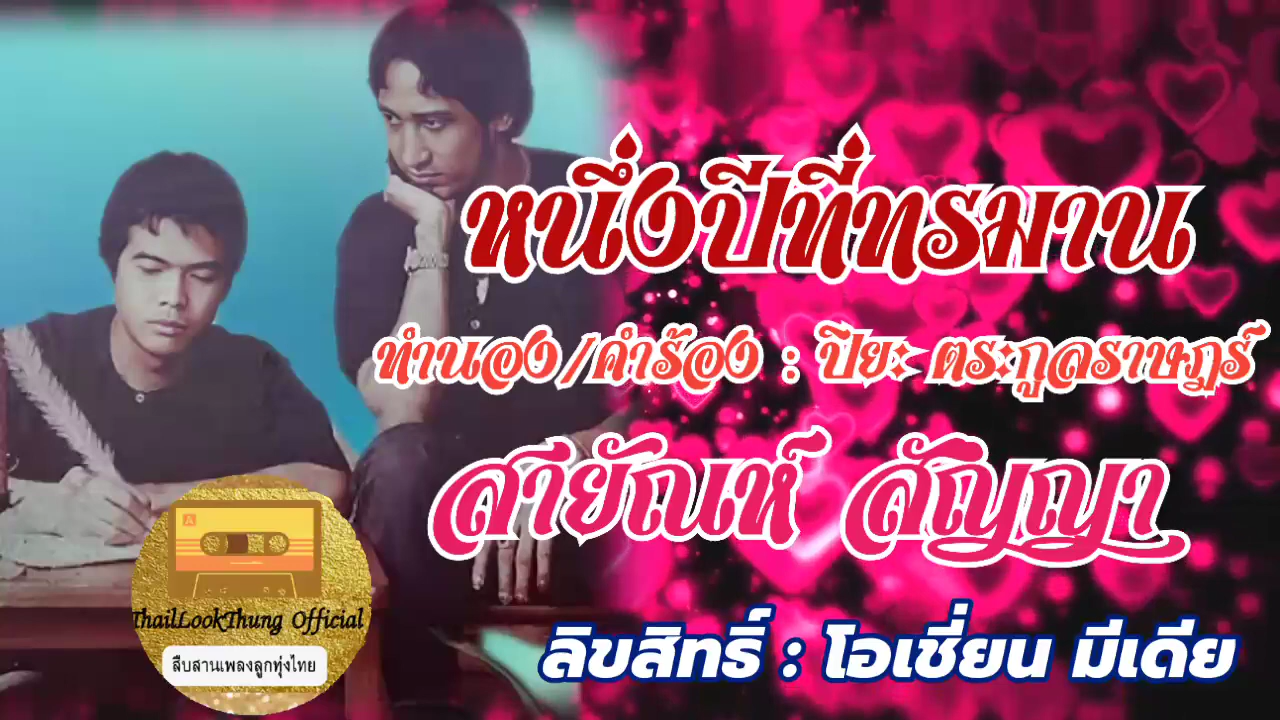 หนึ่งปีที่ทรมาน
ทำนอง/คำร้อง : ปิยะ ตระกูลราษฎร์
สายัณห์ สัญญา
ลิขสิทธิ์ : โอเชี่ยน มีเดีย
A
ThailLookThung Official
สืบสานเพลงลูกทุ่งไทย